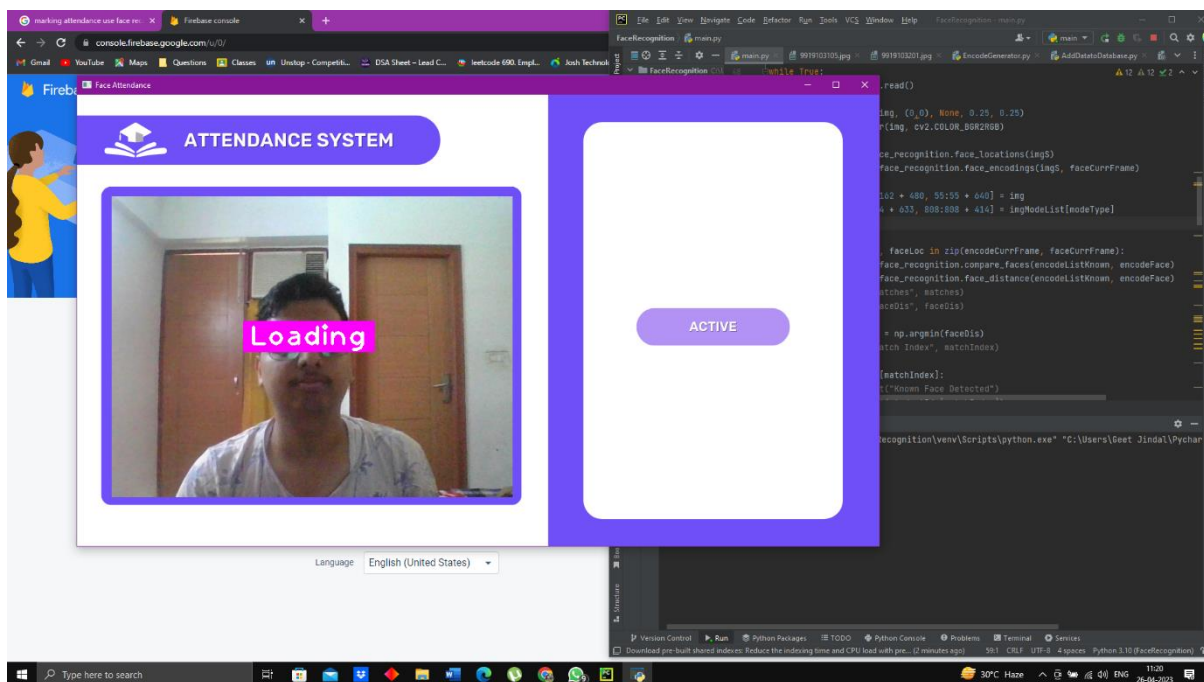 marking attendance use face rec
Firebase console
console.firebase.google.com/u/0/
Gmail YouTube Maps Questions Classes Unstop - Competiti... DSA Sheet – Lead C... leetcode 690. Empl... Josh Technol
Face Attendance
ATTENDANCE SYSTEM
Loading
ACTIVE
Language English (United States)
File Edit View Navigate Code Refactor Run Tools VCS Window Help FaceRecognition - main.py
FaceRecognition main.py
main
main.py 9919103105.jpg 9919103201.jpg EncodeGenerator.py AddDatatoDatabase.py
Project
FaceRecognition
while True:
12 12 2
.read()
img, (0,0), None, 0.25, 0.25)
r(img, cv2.COLOR_BGR2RGB)
ce_recognition.face_locations(imgS)
face_recognition.face_encodings(imgS, faceCurrFrame)
162 + 480, 55:55 + 640] = img
4 + 633, 808:808 + 414] = imgModeList[modeType]
, faceLoc in zip(encodeCurrFrame, faceCurrFrame):
face_recognition.compare_faces(encodeListKnown, encodeFace)
face_recognition.face_distance(encodeListKnown, encodeFace)
atches", matches)
aceDis", faceDis)
= np.argmin(faceDis)
atch Index", matchIndex)
[matchIndex]:
t("Known Face Detected")
Recognition\venv\Scripts\python.exe" "C:\Users\Geet Jindal\Pychar
Structure
Version Control Run Python Packages TODO Python Console Problems Terminal Services
Download pre-built shared indexes: Reduce the indexing time and CPU load with pre... (2 minutes ago) 59:1 CRLF UTF-8 4 spaces Python 3.10 (FaceRecognition)
Type here to search
30°C Haze ENG 11:20
26-04-2023